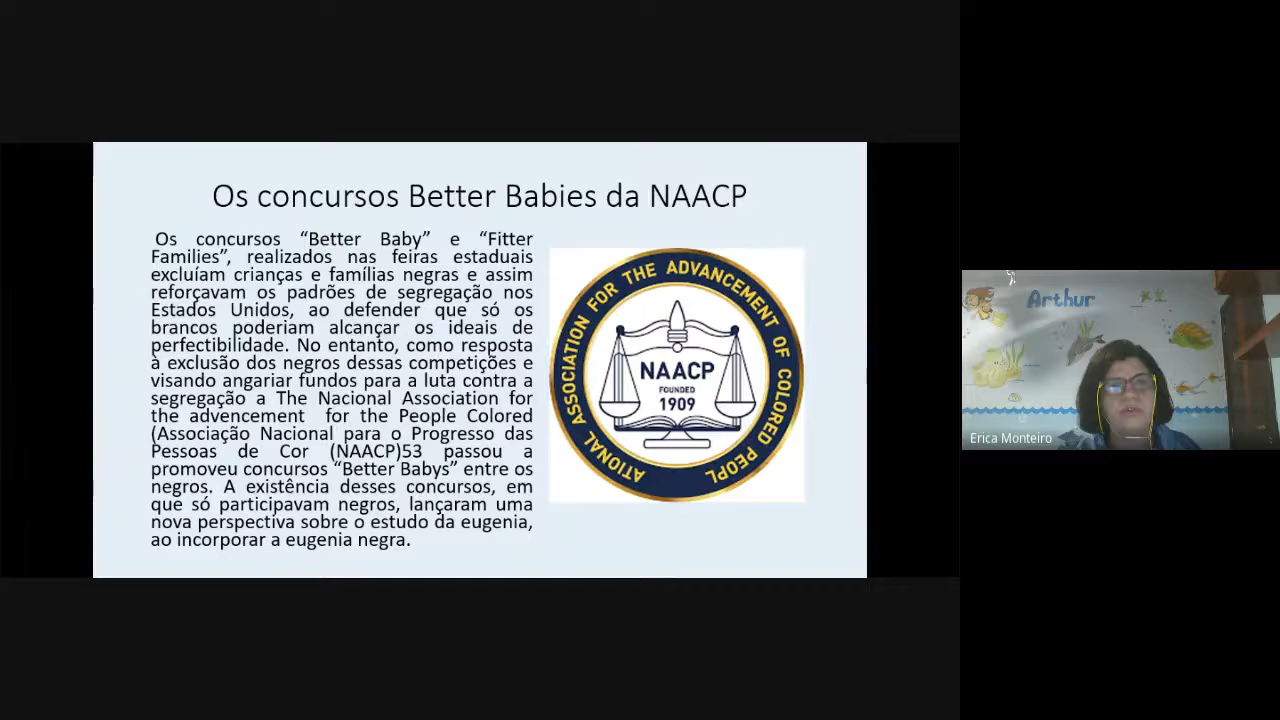 Os concursos Better Babies da NAACP
Os concursos “Better Baby” e “Fitter
Families”, realizados nas feiras estaduais
excluíam crianças e famílias negras e assim
reforçavam os padrões de segregação nos
Estados Unidos, ao defender que só os
brancos poderiam alcançar os ideais de
perfectibilidade. No entanto, como resposta
à exclusão dos negros dessas competições e
visando angariar fundos para a luta contra a
segregação a The Nacional Association for
the advencement for the People Colored
(Associação Nacional para o Progresso das
Pessoas de Cor (NAACP)53 passou a
promoveu concursos “Better Babys” entre os
negros. A existência desses concursos, em
que só participavam negros, lançaram uma
nova perspectiva sobre o estudo da eugenia,
ao incorporar a eugenia negra.
ATIONAL ASSOCIATION FOR THE ADVANCEMENT OF COLORED PEOPL
NAACP
FOUNDED
1909
Arthur
Erica Monteiro